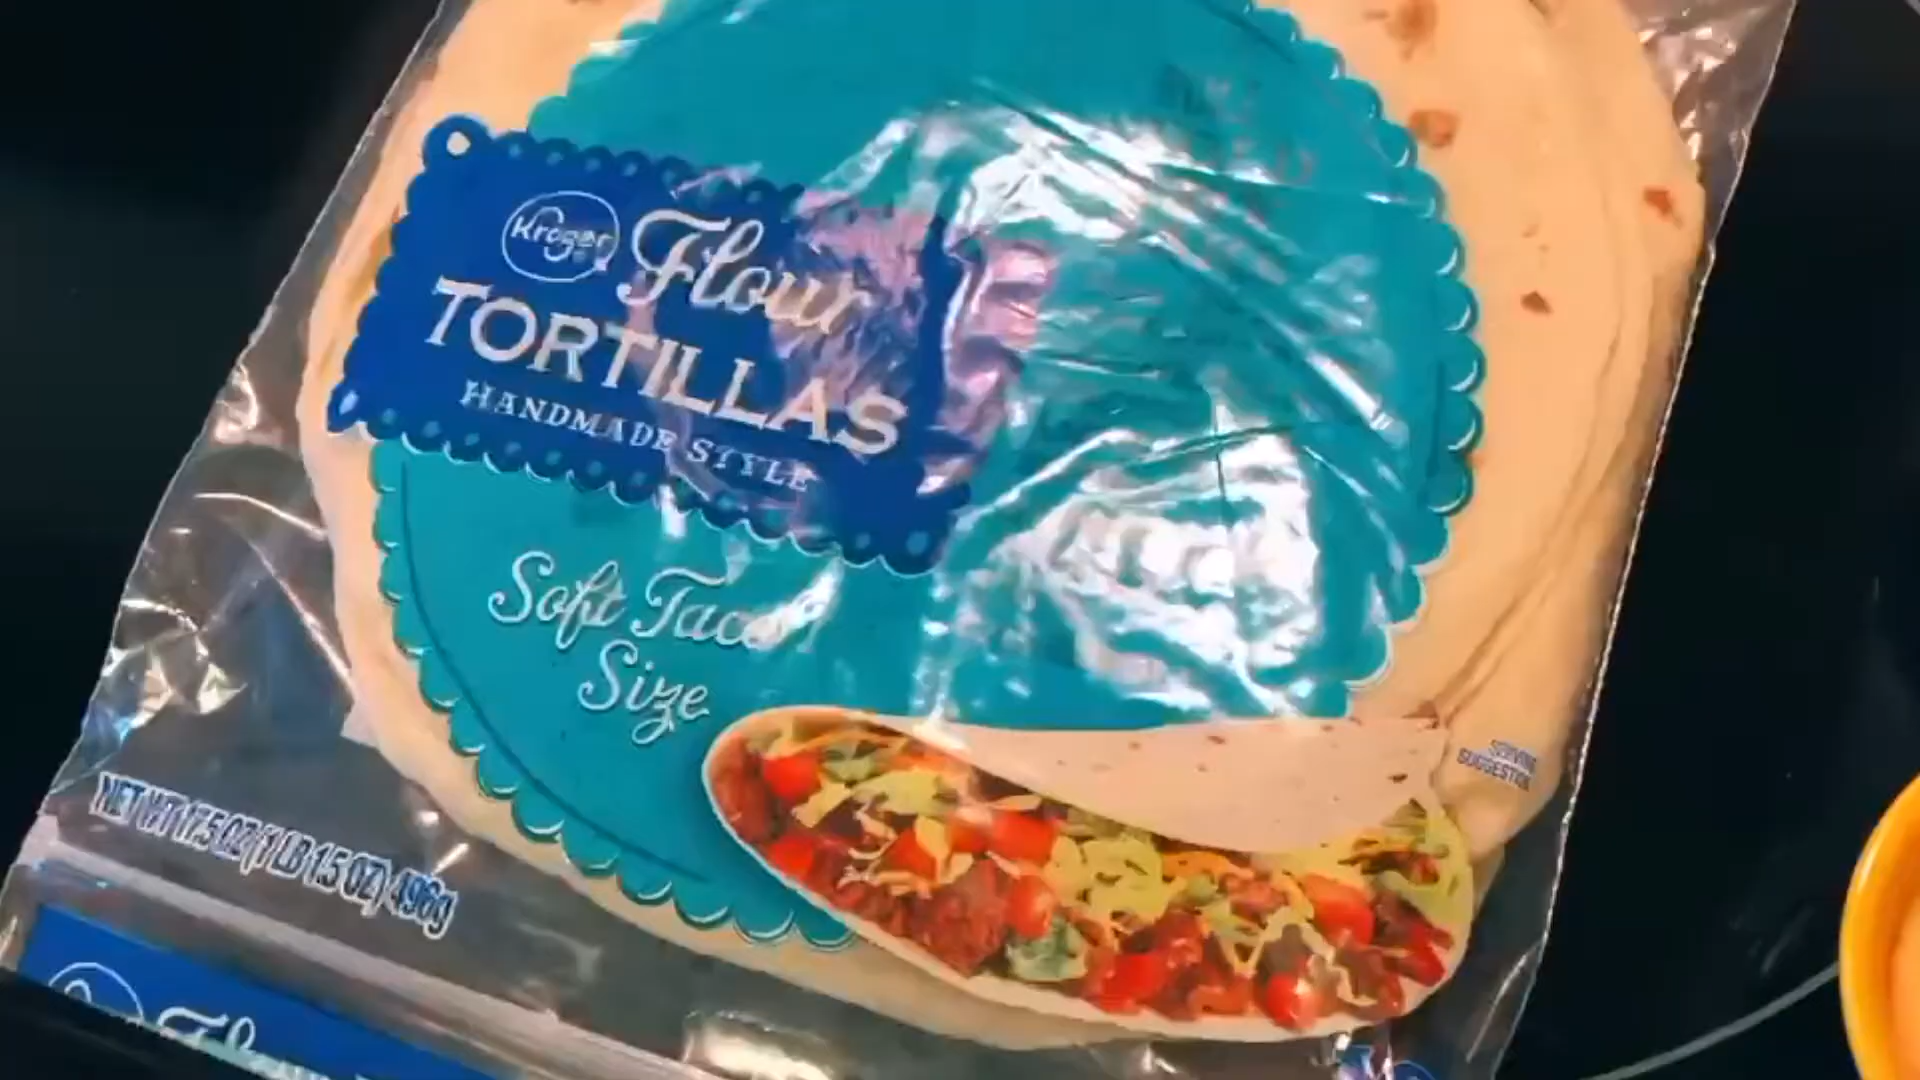 Kroger Flour
TORTILLAS
HANDMADE STYLE
Soft Taco
Size
SERVING
SUGGESTION
NET WT 17.5 OZ (1 LB 1.5 OZ) 496g
Flour